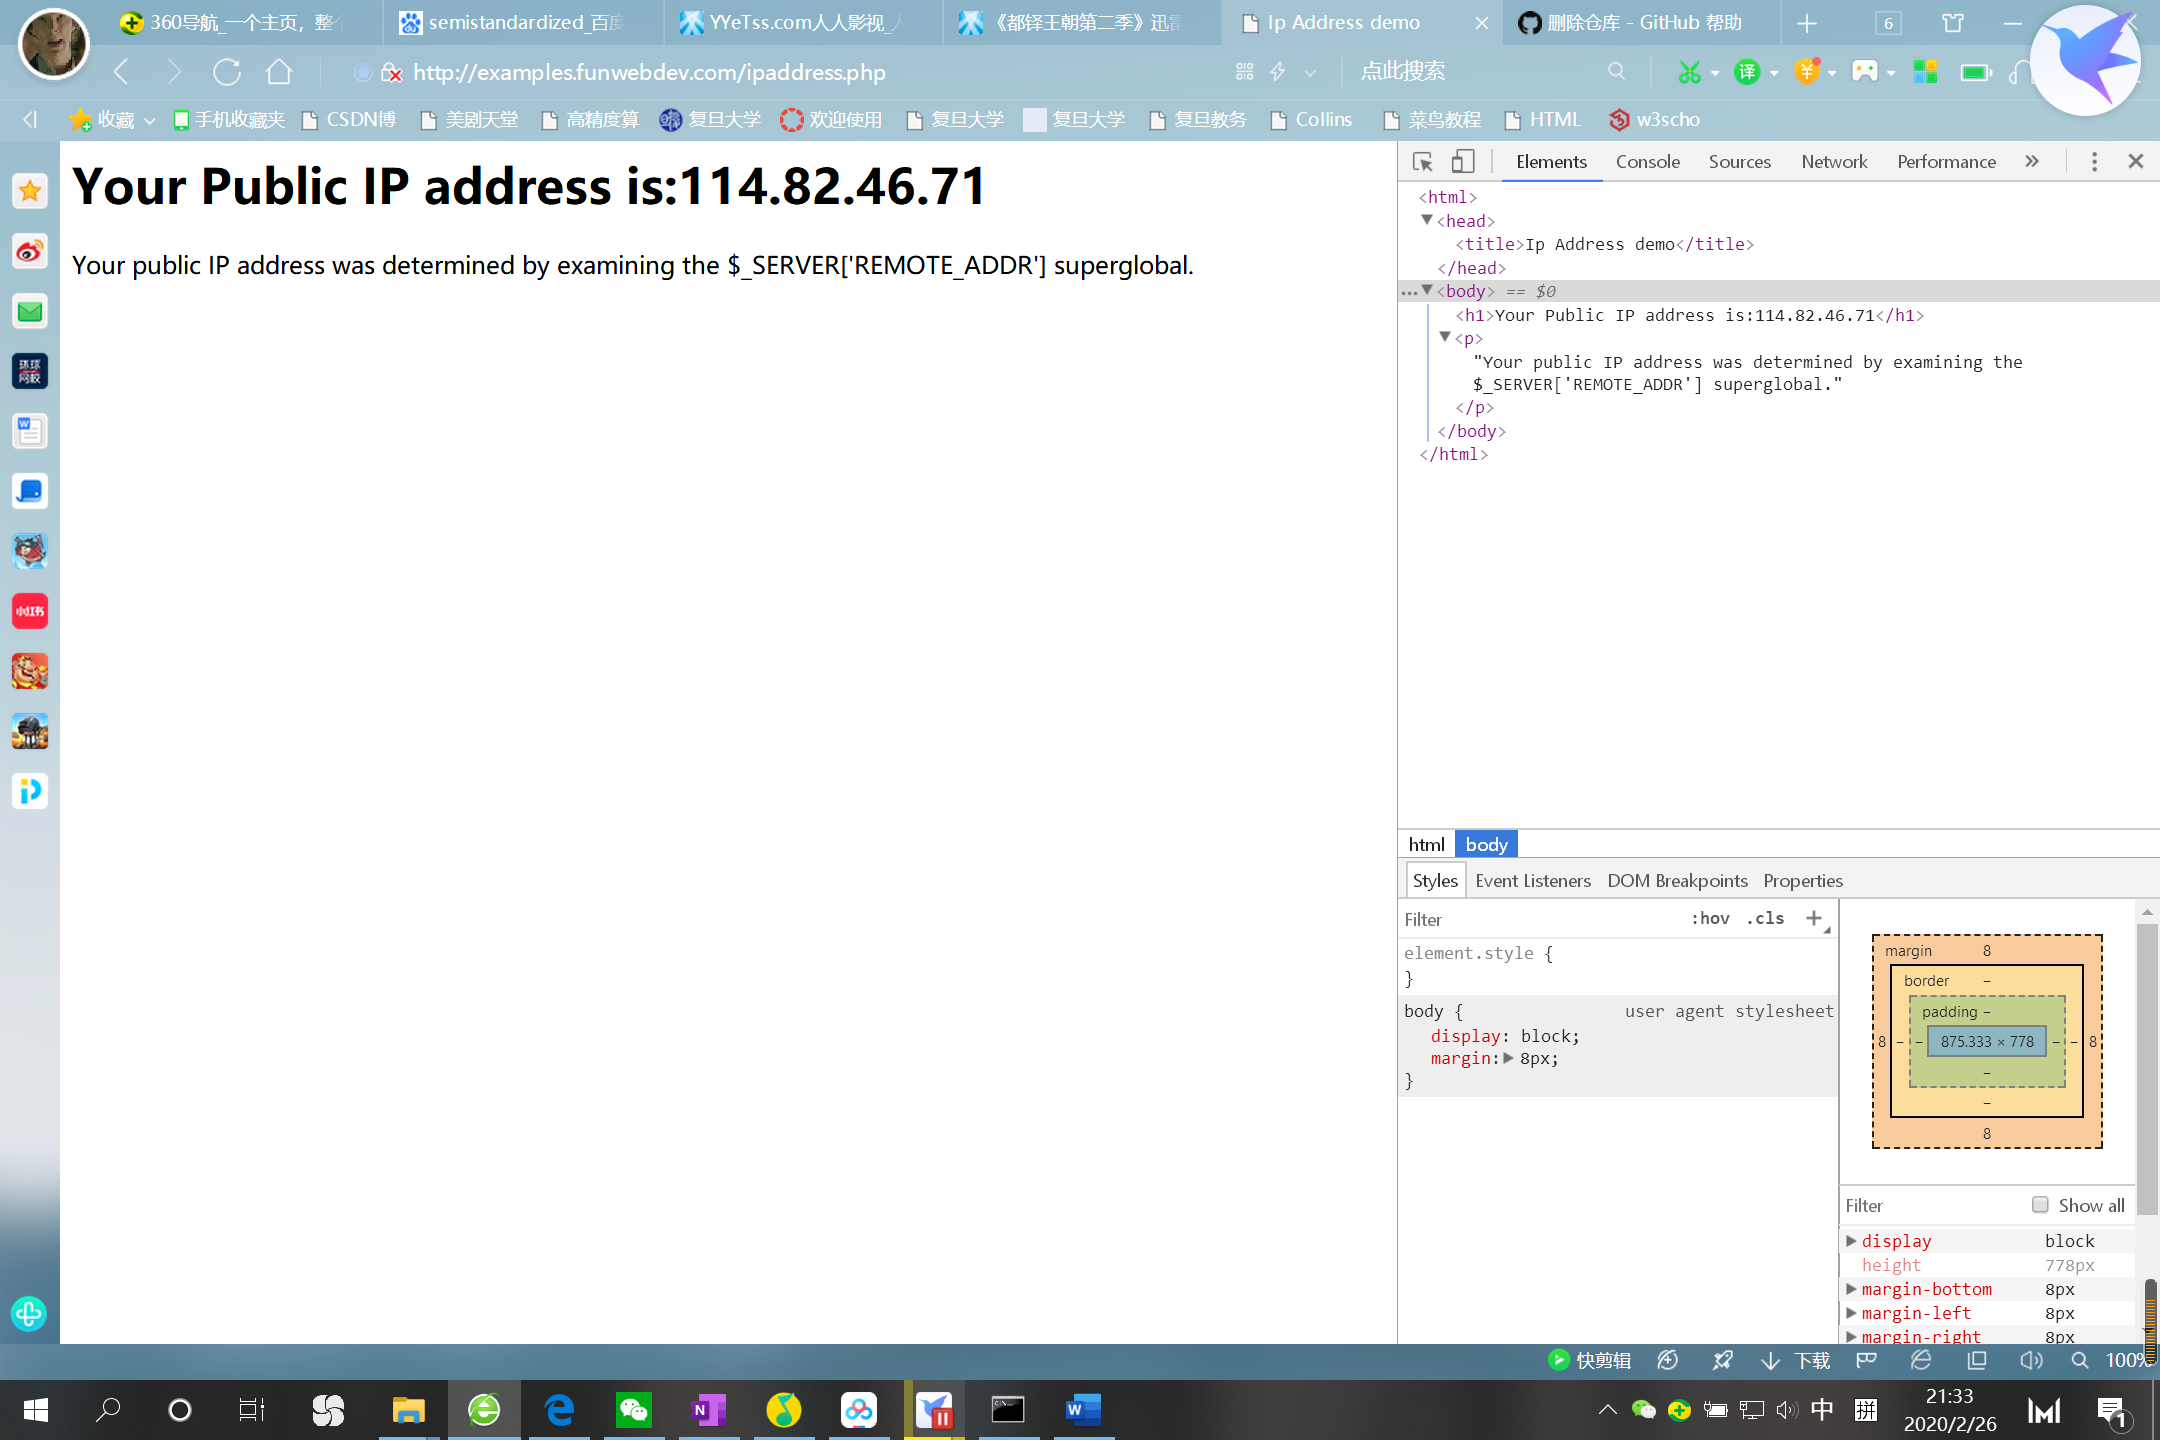 360导航_一个主页，整个
semistandardized_百度
YYeTss.com人人影视_人
《都铎王朝第二季》迅雷
Ip Address demo
删除仓库 - GitHub 帮助
6
http://examples.funwebdev.com/ipaddress.php
点此搜索
译
收藏
手机收藏夹
CSDN博
美剧天堂
高精度算
复旦大学
欢迎使用
复旦大学
复旦大学
复旦教务
Collins
菜鸟教程
HTML
w3scho
Your Public IP address is:114.82.46.71
Your public IP address was determined by examining the $_SERVER['REMOTE_ADDR'] superglobal.
环球
网校
小红书
Elements Console Sources Network Performance
<html>
<head>
<title>Ip Address demo</title>
</head>
<body> == $0
<h1>Your Public IP address is:114.82.46.71</h1>
<p>
"Your public IP address was determined by examining the
$_SERVER['REMOTE_ADDR'] superglobal."
</p>
</body>
</html>
html body
Styles Event Listeners DOM Breakpoints Properties
Filter :hov .cls +
element.style {
}
body { user agent stylesheet
display: block;
margin: 8px;
}
margin 8
border –
padding –
8 – – 875.333 × 778 – – 8
–
–
8
Filter Show all
display block
height 778px
margin-bottom 8px
margin-left 8px
margin-right 8px
快剪辑
下载
100%
中
拼
21:33
2020/2/26
1